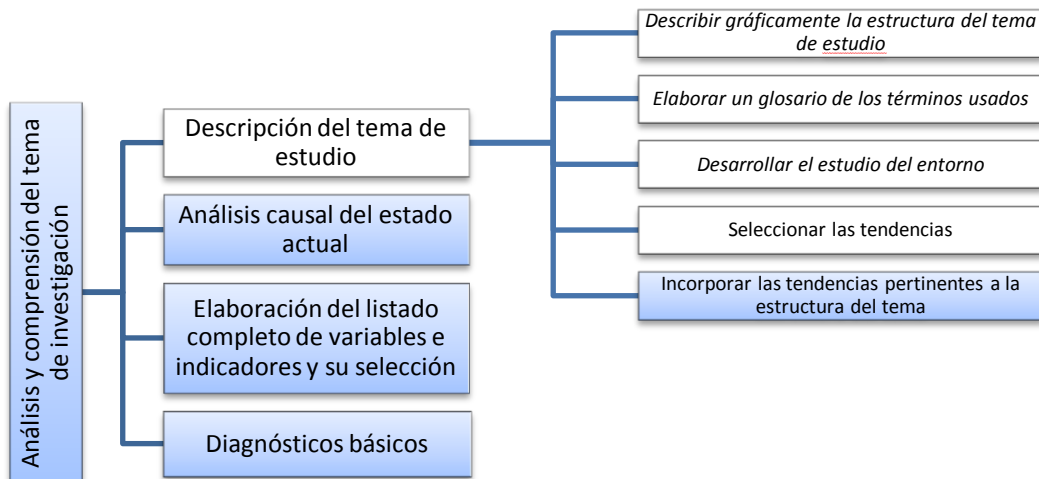 Análisis y comprensión del tema
de investigación
Descripción del tema de
estudio
Análisis causal del estado
actual
Elaboración del listado
completo de variables e
indicadores y su selección
Diagnósticos básicos
Describir gráficamente la estructura del tema
de estudio
Elaborar un glosario de los términos usados
Desarrollar el estudio del entorno
Seleccionar las tendencias
Incorporar las tendencias pertinentes a la
estructura del tema